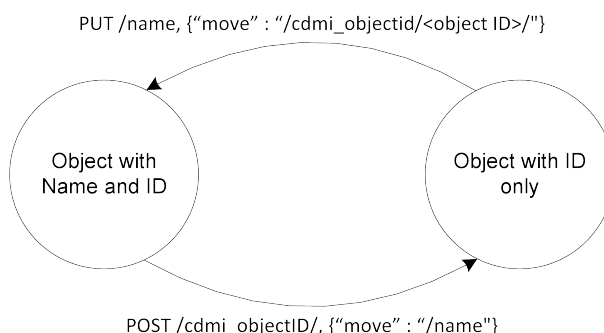 PUT /name, {“move” : “/cdmi_objectid/<object ID>/"}
Object with
Name and ID
Object with ID
only
POST /cdmi_objectID/, {“move” : “/name"}